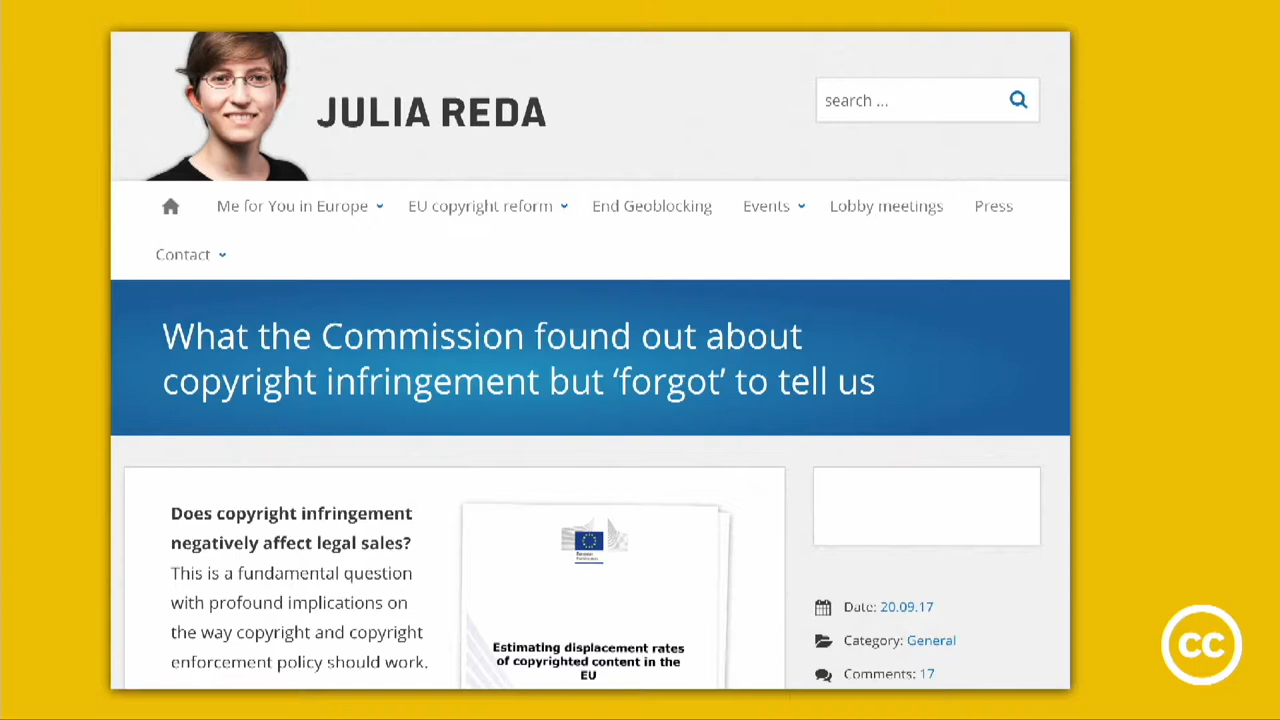 JULIA REDA
search ...
Me for You in Europe
EU copyright reform
End Geoblocking
Events
Lobby meetings
Press
Contact
What the Commission found out about
copyright infringement but ‘forgot’ to tell us
Does copyright infringement
negatively affect legal sales?
This is a fundamental question
with profound implications on
the way copyright and copyright
enforcement policy should work.
European
Commission
Estimating displacement rates
of copyrighted content in the
EU
Date: 20.09.17
Category: General
Comments: 17
cc